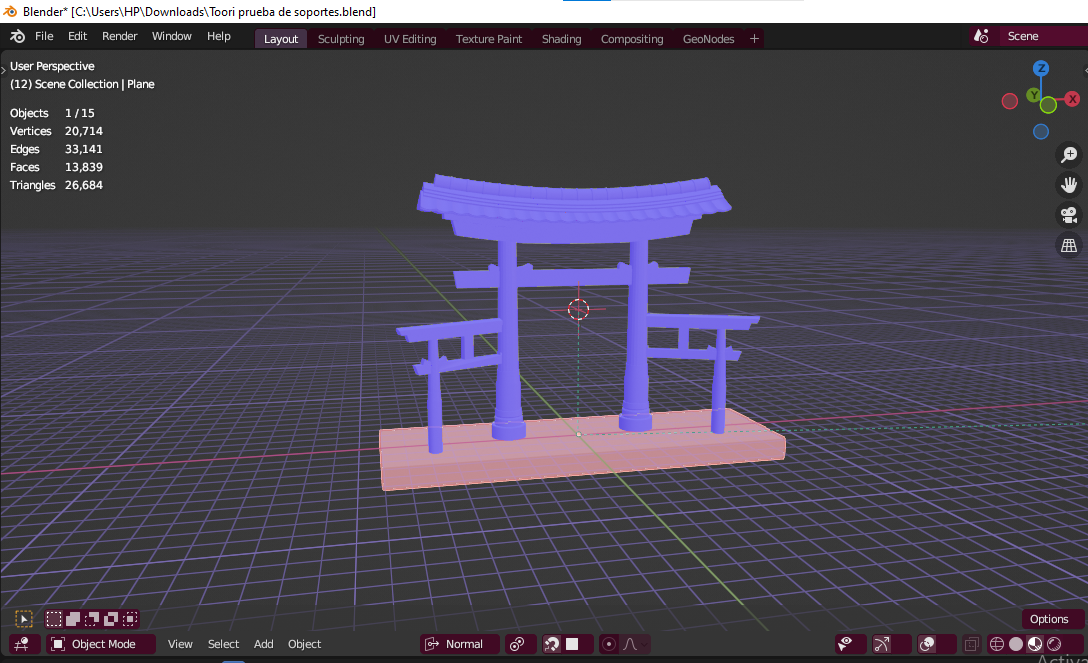 Blender* [C:\Users\HP\Downloads\Toori prueba de soportes.blend]
File Edit Render Window Help Layout Sculpting UV Editing Texture Paint Shading Compositing GeoNodes + Scene
User Perspective
(12) Scene Collection | Plane
Objects 1 / 15
Vertices 20,714
Edges 33,141
Faces 13,839
Triangles 26,684
Z
Y X
Options
Object Mode View Select Add Object Normal